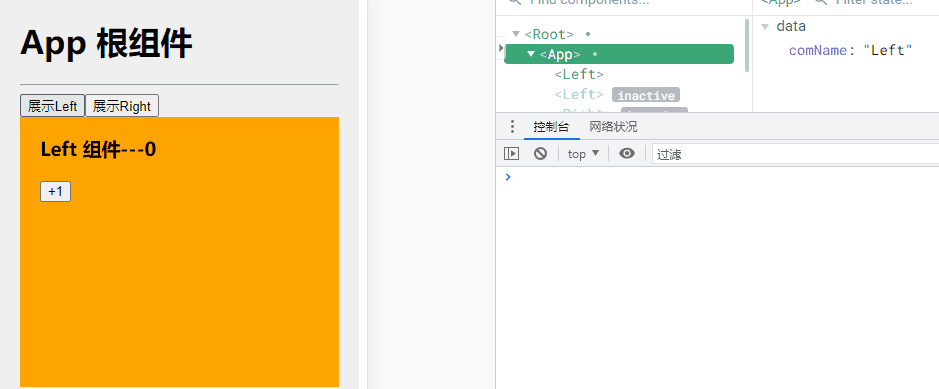 App 根组件
展示Left 展示Right
Left 组件---0
+1
Find components...
<Root>
<App>
<Left>
<Left> inactive
<App> Filter state...
data
comName: "Left"
控制台 网络状况
top 过滤